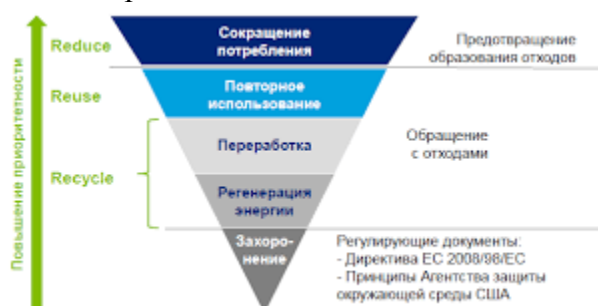 Повышение приоритетности
Reduce
Сокращение
потребления
Предотвращение
образования отходов
Reuse
Повторное
использование
Переработка
Обращение
с отходами
Recycle
Регенерация
энергии
Захоро-
нение
Регулирующие документы:
- Директива ЕС 2008/98/ЕС
- Принципы Агентства защиты
окружающей среды США